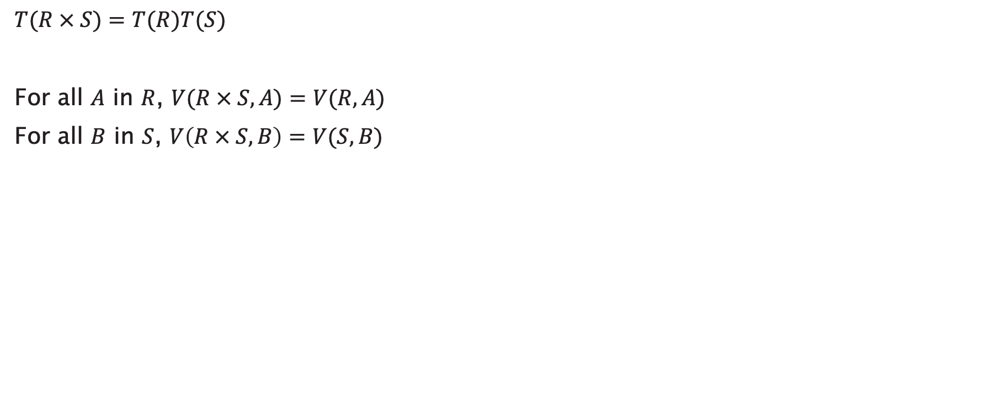 T(R × S) = T(R)T(S)
For all A in R, V(R × S, A) = V(R, A)
For all B in S, V(R × S, B) = V(S, B)